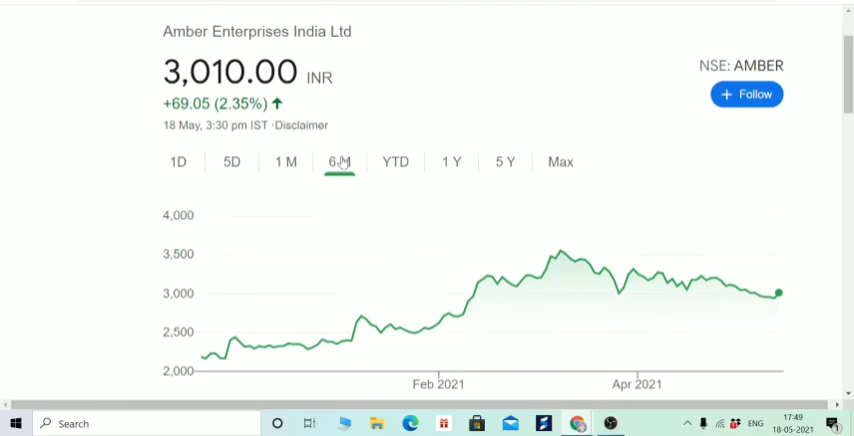 Amber Enterprises India Ltd
3,010.00 INR
NSE: AMBER
+69.05 (2.35%)
+ Follow
18 May, 3:30 pm IST ·Disclaimer
1D 5D 1 M 6 M YTD 1 Y 5 Y Max
4,000
3,500
3,000
2,500
2,000
Feb 2021 Apr 2021
Search
ENG
17:49
18-05-2021
1